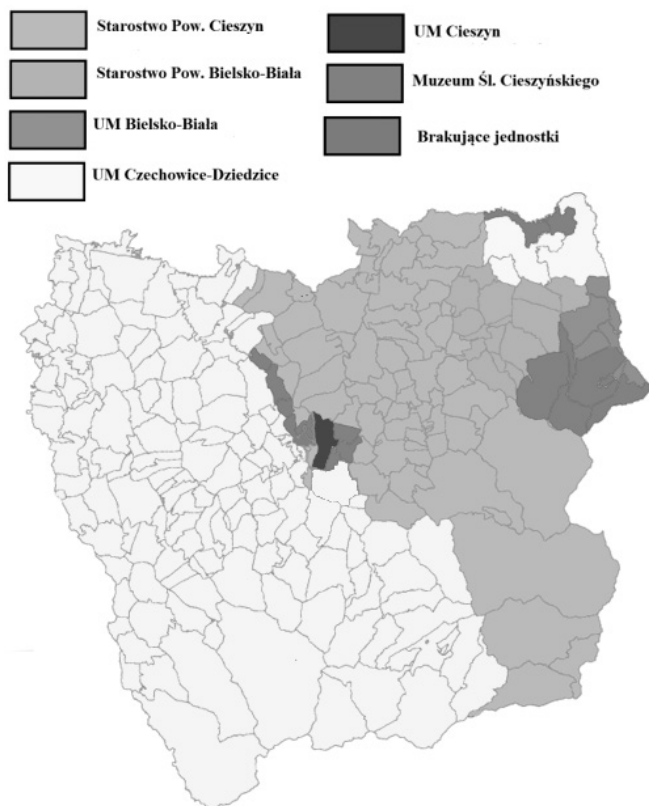 Starostwo Pow. Cieszyn
Starostwo Pow. Bielsko-Biała
UM Bielsko-Biała
UM Czechowice-Dziedzice
UM Cieszyn
Muzeum Śl. Cieszyńskiego
Brakujące jednostki